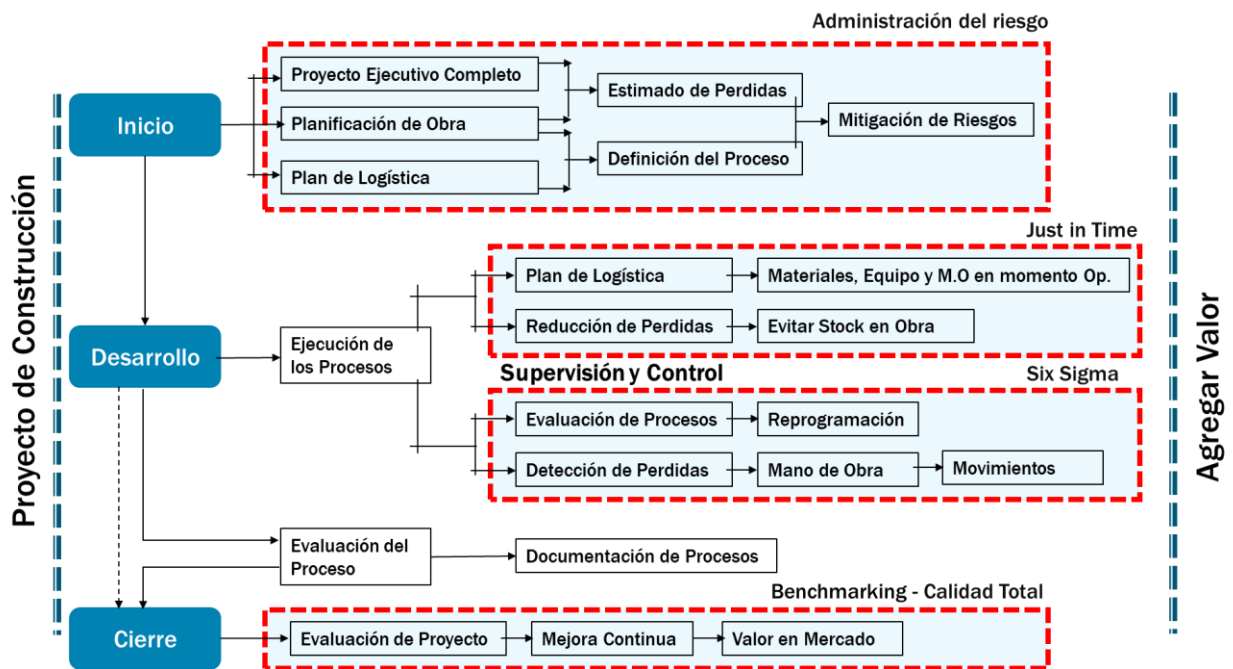 Administración del riesgo
Proyecto de Construcción
Agregar Valor
Inicio
Proyecto Ejecutivo Completo
Planificación de Obra
Plan de Logística
Estimado de Perdidas
Definición del Proceso
Mitigación de Riesgos
Just in Time
Desarrollo
Ejecución de
los Procesos
Plan de Logística
Materiales, Equipo y M.O en momento Op.
Reducción de Perdidas
Evitar Stock en Obra
Supervisión y Control
Six Sigma
Evaluación de Procesos
Reprogramación
Detección de Perdidas
Mano de Obra
Movimientos
Evaluación del
Proceso
Documentación de Procesos
Benchmarking - Calidad Total
Cierre
Evaluación de Proyecto
Mejora Continua
Valor en Mercado